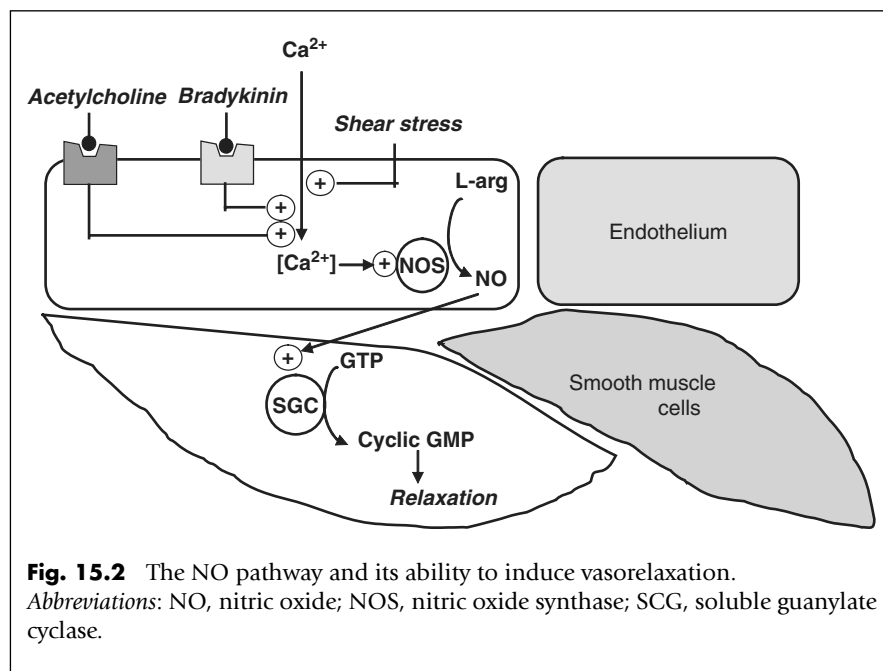 Ca²⁺
Acetylcholine Bradykinin
Shear stress
+
L-arg
+
+
[Ca²⁺]
+
NOS
NO
Endothelium
+
GTP
SGC
Cyclic GMP
Relaxation
Smooth muscle
cells
Fig. 15.2 The NO pathway and its ability to induce vasorelaxation.
Abbreviations: NO, nitric oxide; NOS, nitric oxide synthase; SCG, soluble guanylate
cyclase.